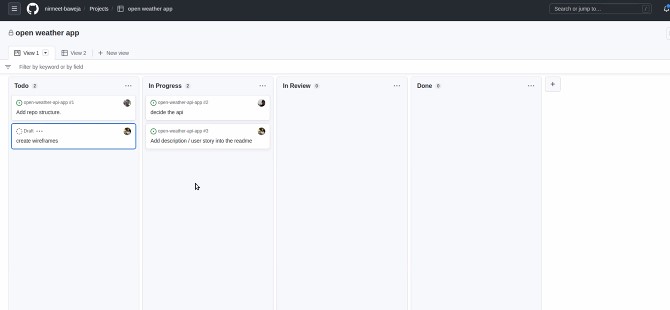 nirmeet-baweja / Projects / open weather app
Search or jump to... /
open weather app
View 1 View 2 + New view
Filter by keyword or by field
Todo 2
open-weather-api-app #1
Add repo structure.
Draft
create wireframes
In Progress 2
open-weather-api-app #2
decide the api
open-weather-api-app #3
Add description / user story into the readme
In Review 0
Done 0
+